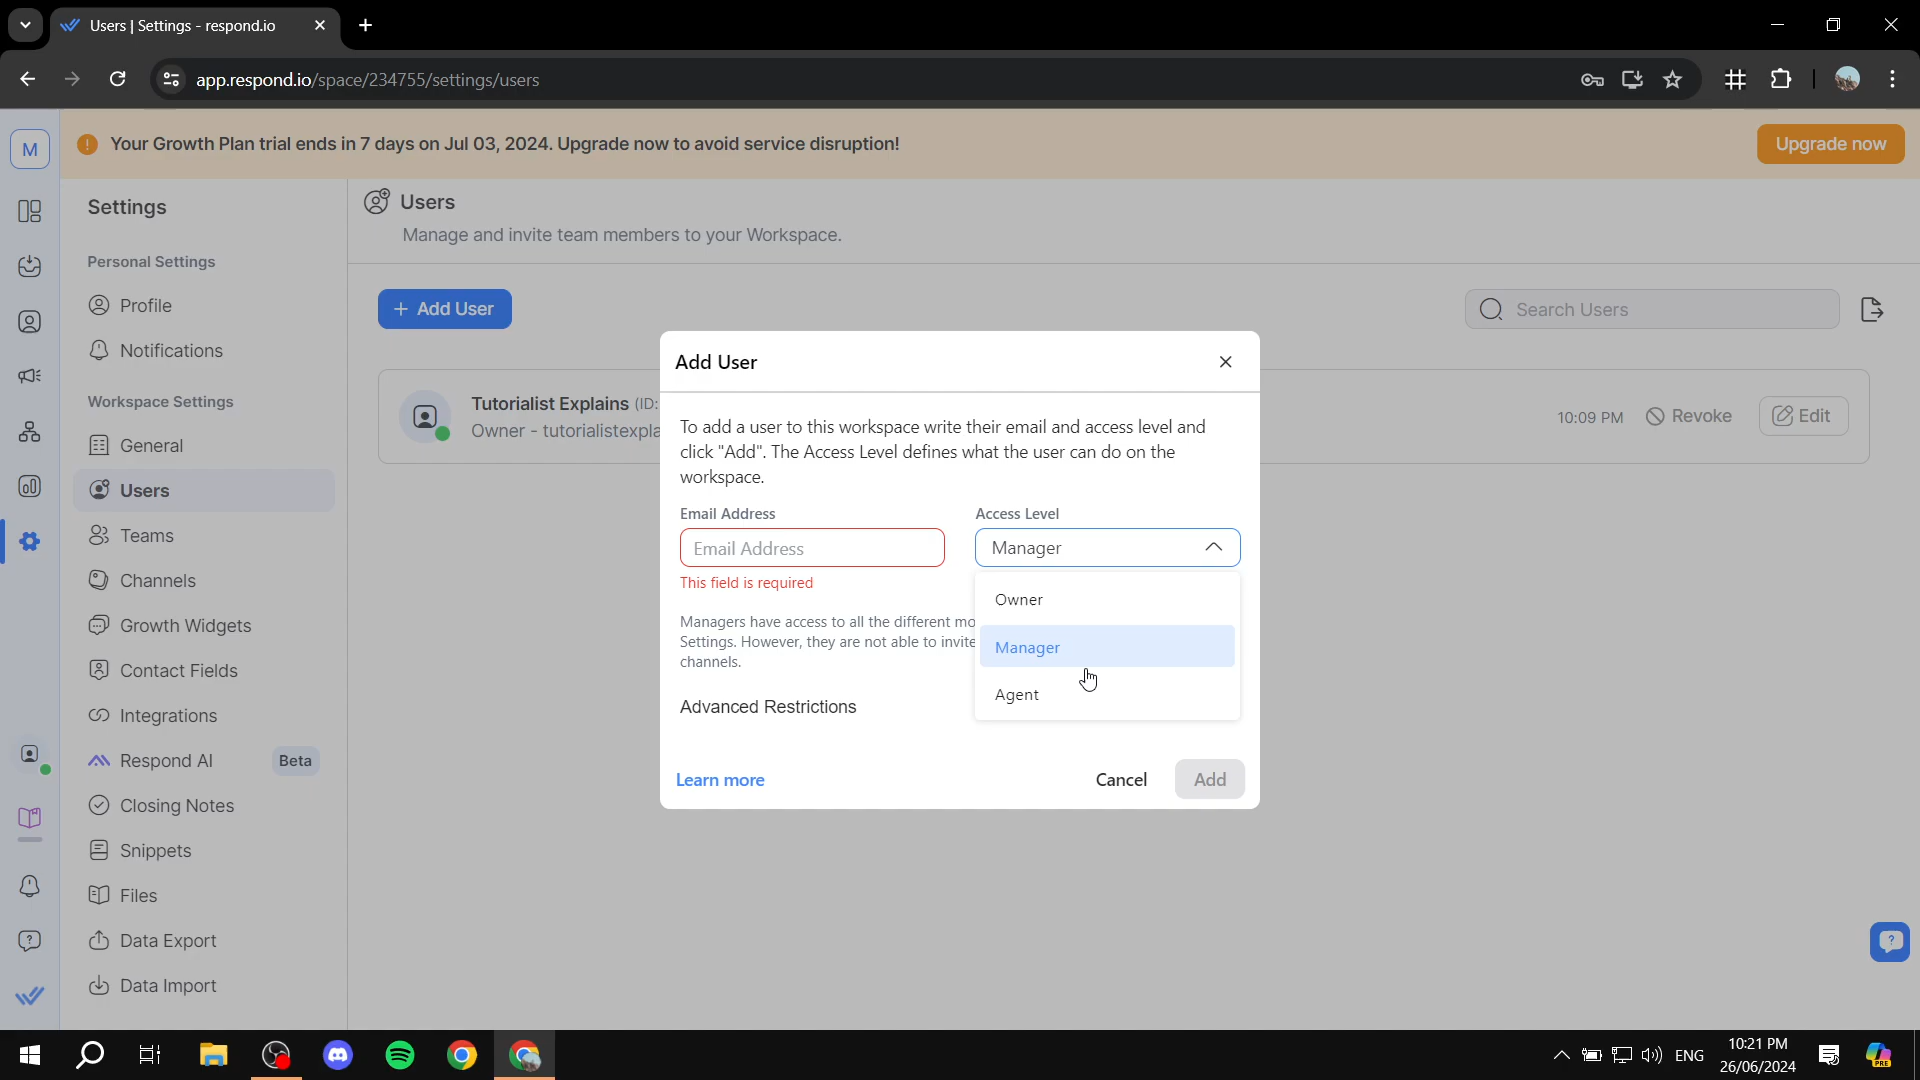 Users | Settings - respond.io
app.respond.io/space/234755/settings/users
M
Your Growth Plan trial ends in 7 days on Jul 03, 2024. Upgrade now to avoid service disruption!
Upgrade now
Settings
Personal Settings
Profile
Notifications
Workspace Settings
General
Users
Teams
Channels
Growth Widgets
Contact Fields
Integrations
Respond AI
Beta
Closing Notes
Snippets
Files
Data Export
Data Import
Users
Manage and invite team members to your Workspace.
+ Add User
Search Users
Tutorialist Explains (ID:
Owner - tutorialistexpla
10:09 PM
Revoke
Edit
Add User
To add a user to this workspace write their email and access level and
click "Add". The Access Level defines what the user can do on the
workspace.
Email Address
Email Address
This field is required
Access Level
Manager
Owner
Manager
Agent
Managers have access to all the different mo
Settings. However, they are not able to invite
channels.
Advanced Restrictions
Learn more
Cancel
Add
ENG
10:21 PM
26/06/2024
PRE